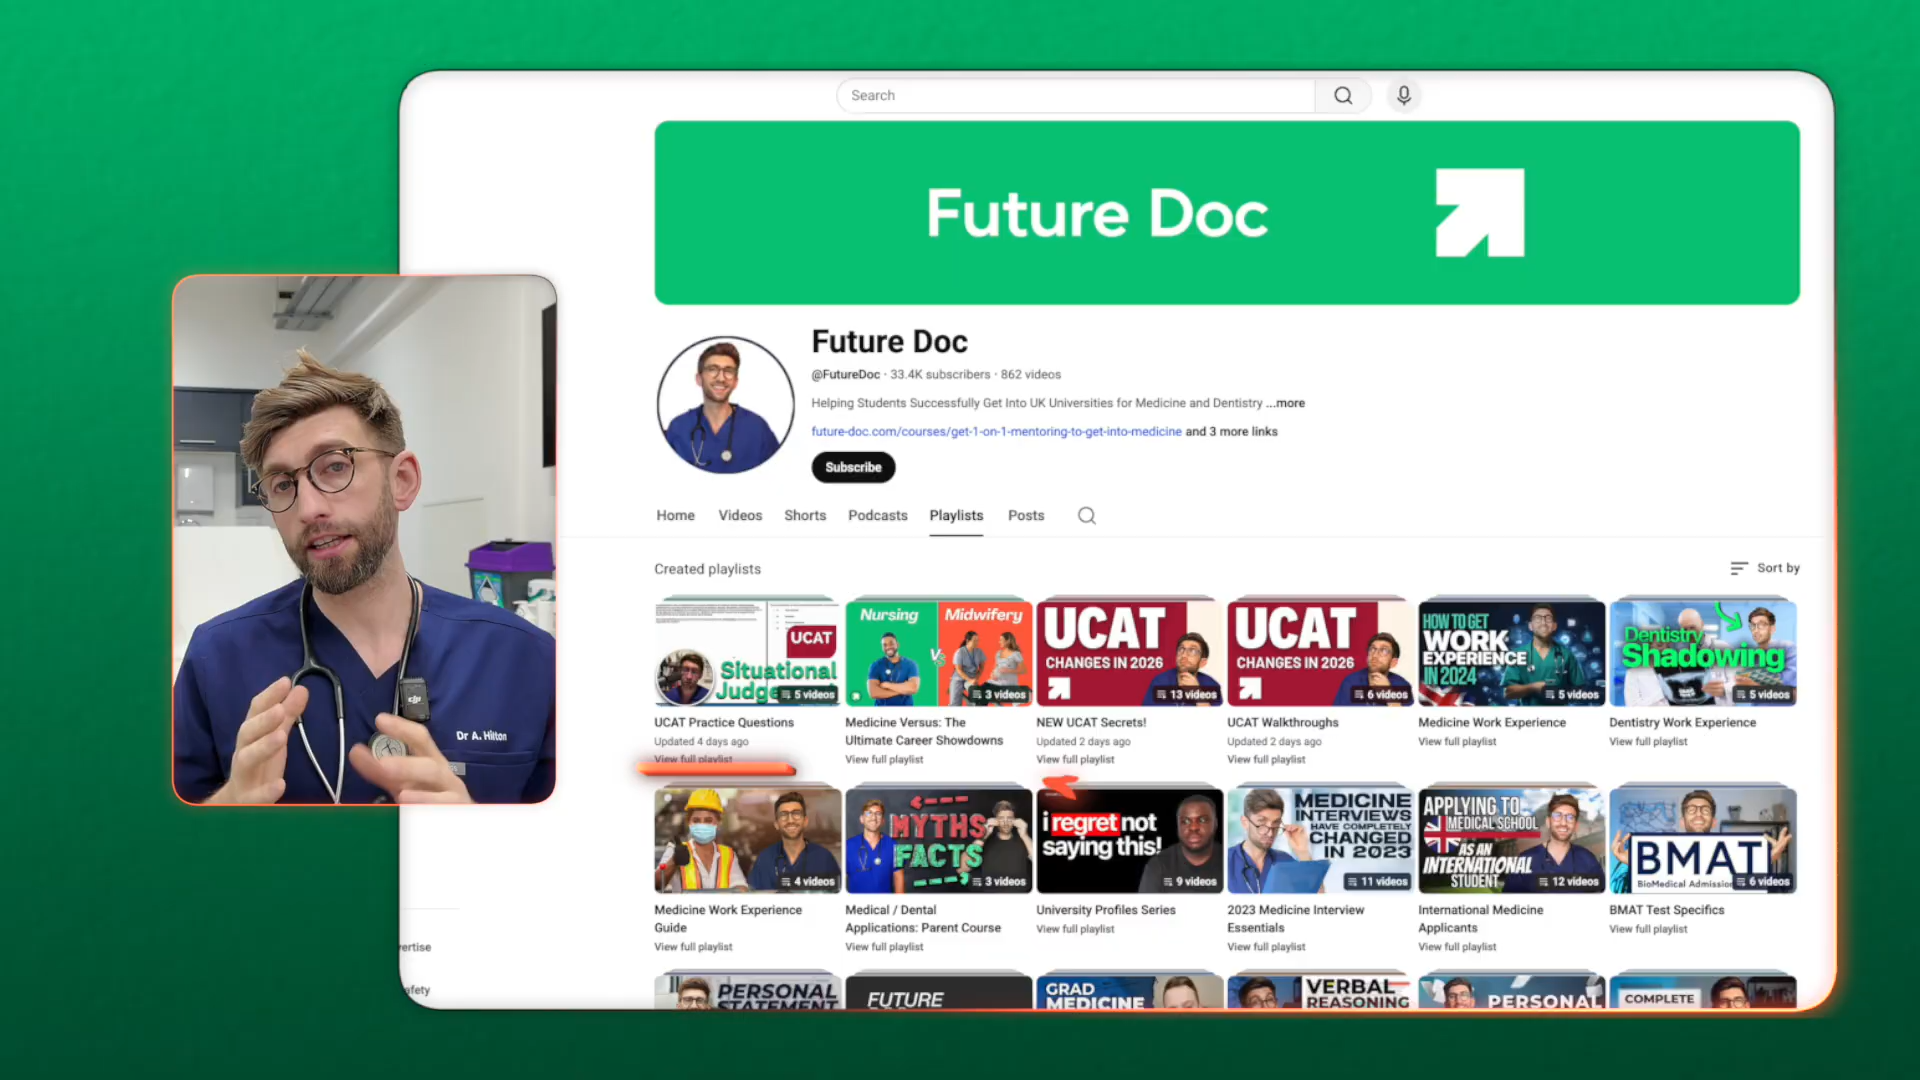 Search
Future Doc
Future Doc
@FutureDoc · 33.4K subscribers · 862 videos
Helping Students Successfully Get Into UK Universities for Medicine and Dentistry ...more
future-doc.com/courses/get-1-on-1-mentoring-to-get-into-medicine and 3 more links
Subscribe
Home Videos Shorts Podcasts Playlists Posts
Created playlists
Sort by
UCAT
Situational
Judge
5 videos
UCAT Practice Questions
Updated 4 days ago
View full playlist
Nursing
Vs
Midwifery
3 videos
Medicine Versus: The
Ultimate Career Showdowns
View full playlist
UCAT
CHANGES IN 2026
13 videos
NEW UCAT Secrets!
Updated 2 days ago
View full playlist
UCAT
CHANGES IN 2026
6 videos
UCAT Walkthroughs
Updated 2 days ago
View full playlist
HOW TO GET
WORK
EXPERIENCE
IN 2024
5 videos
Medicine Work Experience
View full playlist
Dentistry
Shadowing
5 videos
Dentistry Work Experience
View full playlist
dji
Dr A. Hilton
4 videos
Medicine Work Experience
Guide
View full playlist
MYTHS
FACTS
3 videos
Medical / Dental
Applications: Parent Course
View full playlist
i regret not
saying this!
9 videos
University Profiles Series
View full playlist
MEDICINE
INTERVIEWS
HAVE COMPLETELY
CHANGED
IN 2023
11 videos
2023 Medicine Interview
Essentials
View full playlist
APPLYING TO
MEDICAL SCHOOL
AS AN
INTERNATIONAL
STUDENT
12 videos
International Medicine
Applicants
View full playlist
BMAT
BioMedical Admission
6 videos
BMAT Test Specifics
View full playlist
vertise
afety
PERSONAL
STATEMENT
FUTURE
GRAD
MEDICINE
VERBAL
REASONING
PERSONAL
COMPLETE